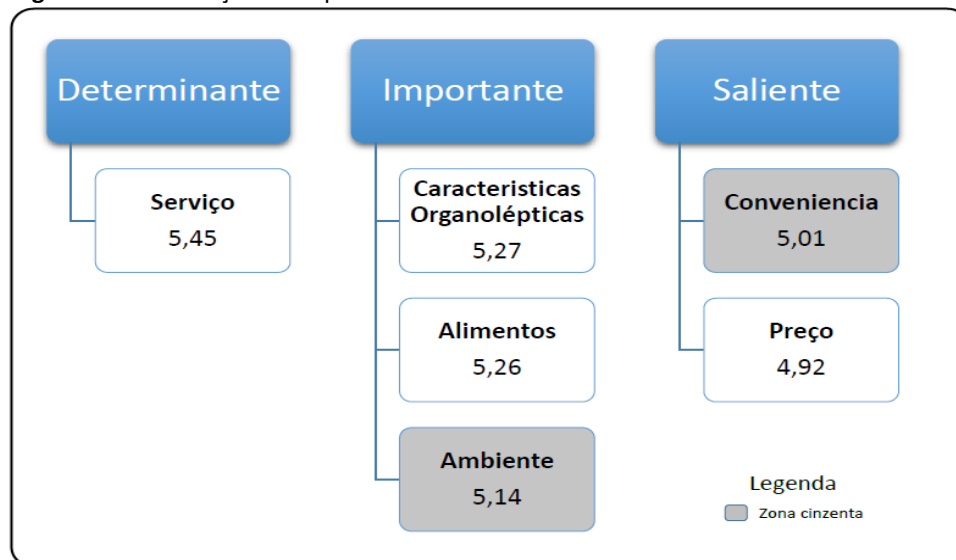 Determinante
Serviço
5,45
Importante
Caracteristicas
Organolépticas
5,27
Alimentos
5,26
Ambiente
5,14
Saliente
Conveniencia
5,01
Preço
4,92
Legenda
Zona cinzenta